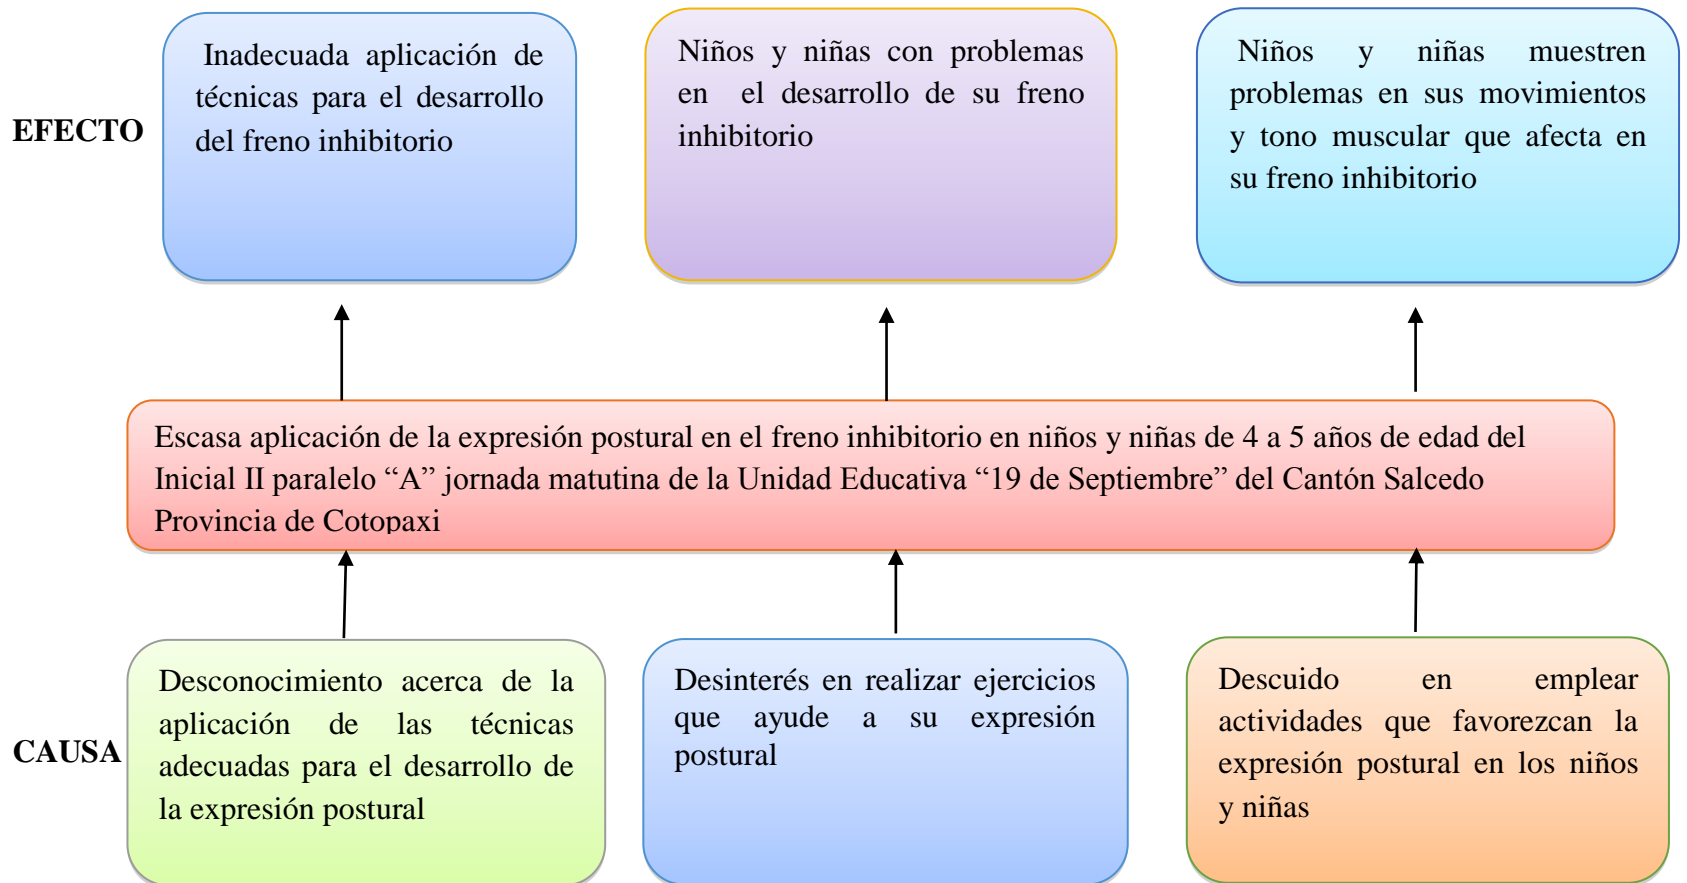 Inadecuada aplicación de
técnicas para el desarrollo
del freno inhibitorio
Niños y niñas con problemas
en el desarrollo de su freno
inhibitorio
Niños y niñas muestren
problemas en sus movimientos
y tono muscular que afecta en
su freno inhibitorio
EFECTO
Escasa aplicación de la expresión postural en el freno inhibitorio en niños y niñas de 4 a 5 años de edad del
Inicial II paralelo “A” jornada matutina de la Unidad Educativa “19 de Septiembre” del Cantón Salcedo
Provincia de Cotopaxi
Desconocimiento acerca de la
aplicación de las técnicas
adecuadas para el desarrollo de
la expresión postural
Desinterés en realizar ejercicios
que ayude a su expresión
postural
Descuido en emplear
actividades que favorezcan la
expresión postural en los niños
y niñas
CAUSA